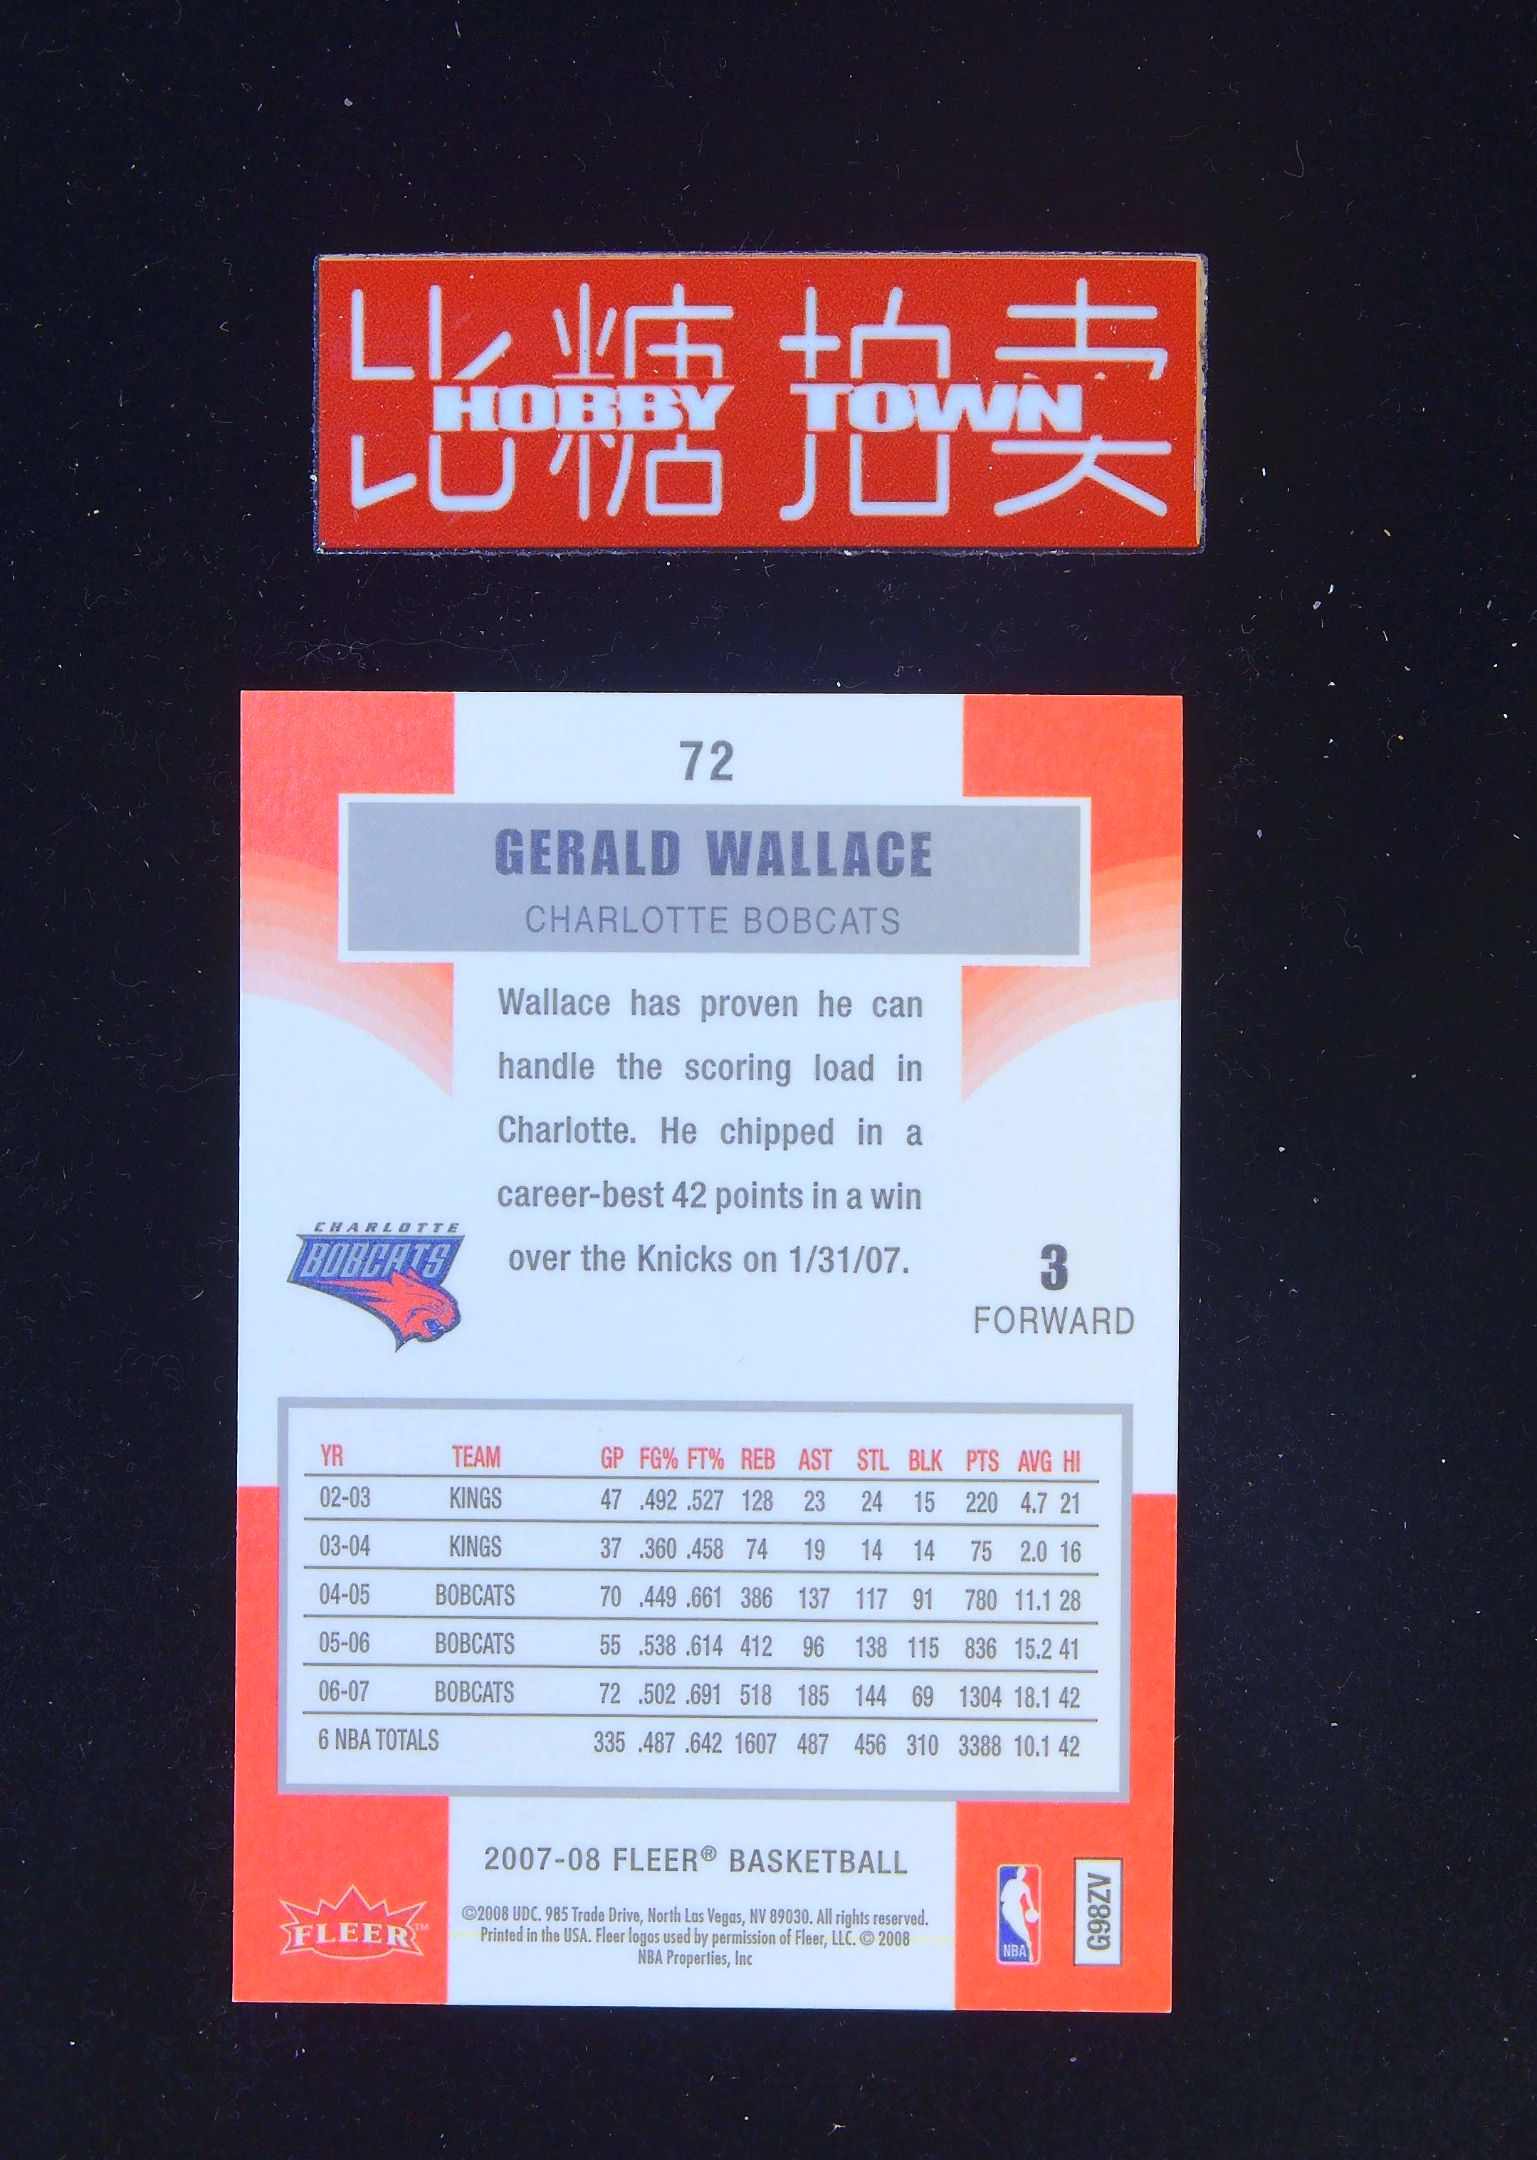 比糖拍卖
HOBBY TOWN
72
GERALD WALLACE
CHARLOTTE BOBCATS
Wallace has proven he can
handle the scoring load in
Charlotte. He chipped in a
career-best 42 points in a win
over the Knicks on 1/31/07.
CHARLOTTE
BOBCATS
3
FORWARD
YR TEAM GP FG% FT% REB AST STL BLK PTS AVG HI
02-03 KINGS 47 .492 .527 128 23 24 15 220 4.7 21
03-04 KINGS 37 .360 .458 74 19 14 14 75 2.0 16
04-05 BOBCATS 70 .449 .661 386 137 117 91 780 11.1 28
05-06 BOBCATS 55 .538 .614 412 96 138 115 836 15.2 41
06-07 BOBCATS 72 .502 .691 518 185 144 69 1304 18.1 42
6 NBA TOTALS 335 .487 .642 1607 487 456 310 3388 10.1 42
2007-08 FLEER® BASKETBALL
©2008 UDC. 985 Trade Drive, North Las Vegas, NV 89030. All rights reserved.
Printed in the USA. Fleer logos used by permission of Fleer, LLC. © 2008
NBA Properties, Inc
FLEER™
NBA
G98ZV